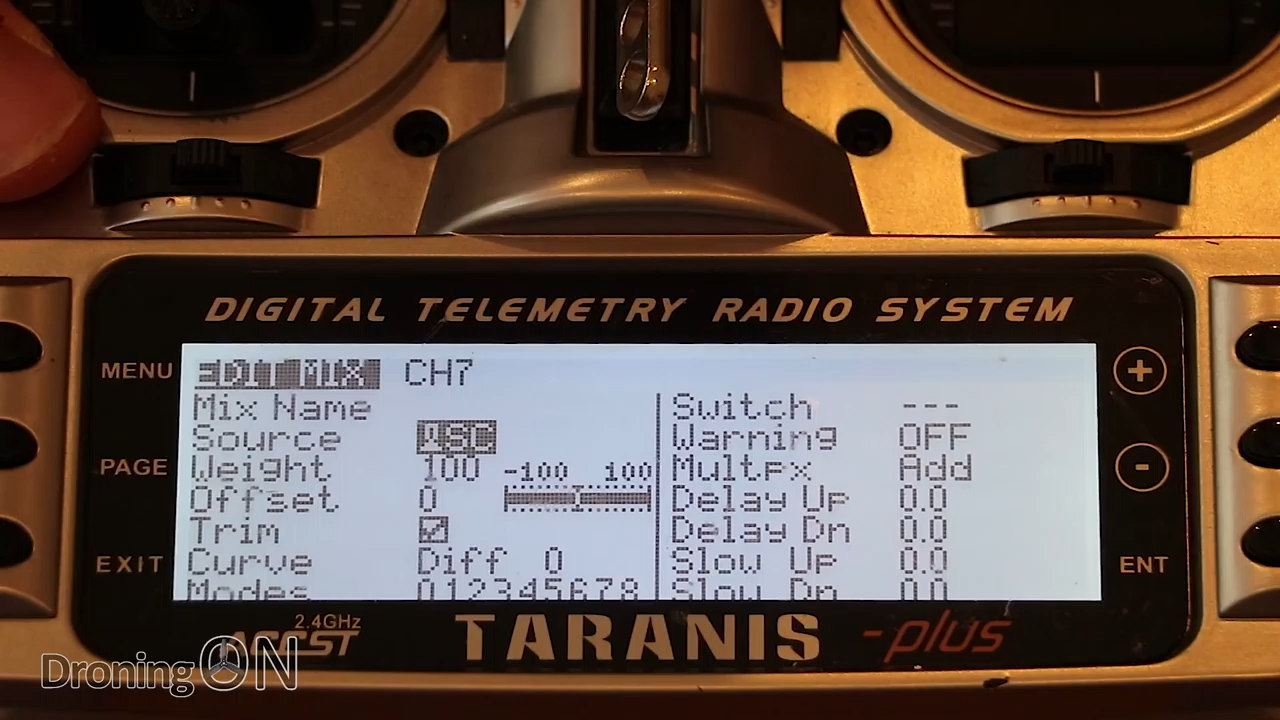 DIGITAL TELEMETRY RADIO SYSTEM
MENU
PAGE
EXIT
EDIT MIX CH7
Mix Name
Source
Weight 100 -100 100
Offset 0
Trim
Curve Diff 0
Modes 012345678
Switch ---
Warning OFF
Multpx Add
Delay Up 0.0
Delay Dn 0.0
Slow Up 0.0
Slow Dn 0.0
+
-
ENT
2.4GHz
TARANIS -plus
DroningON